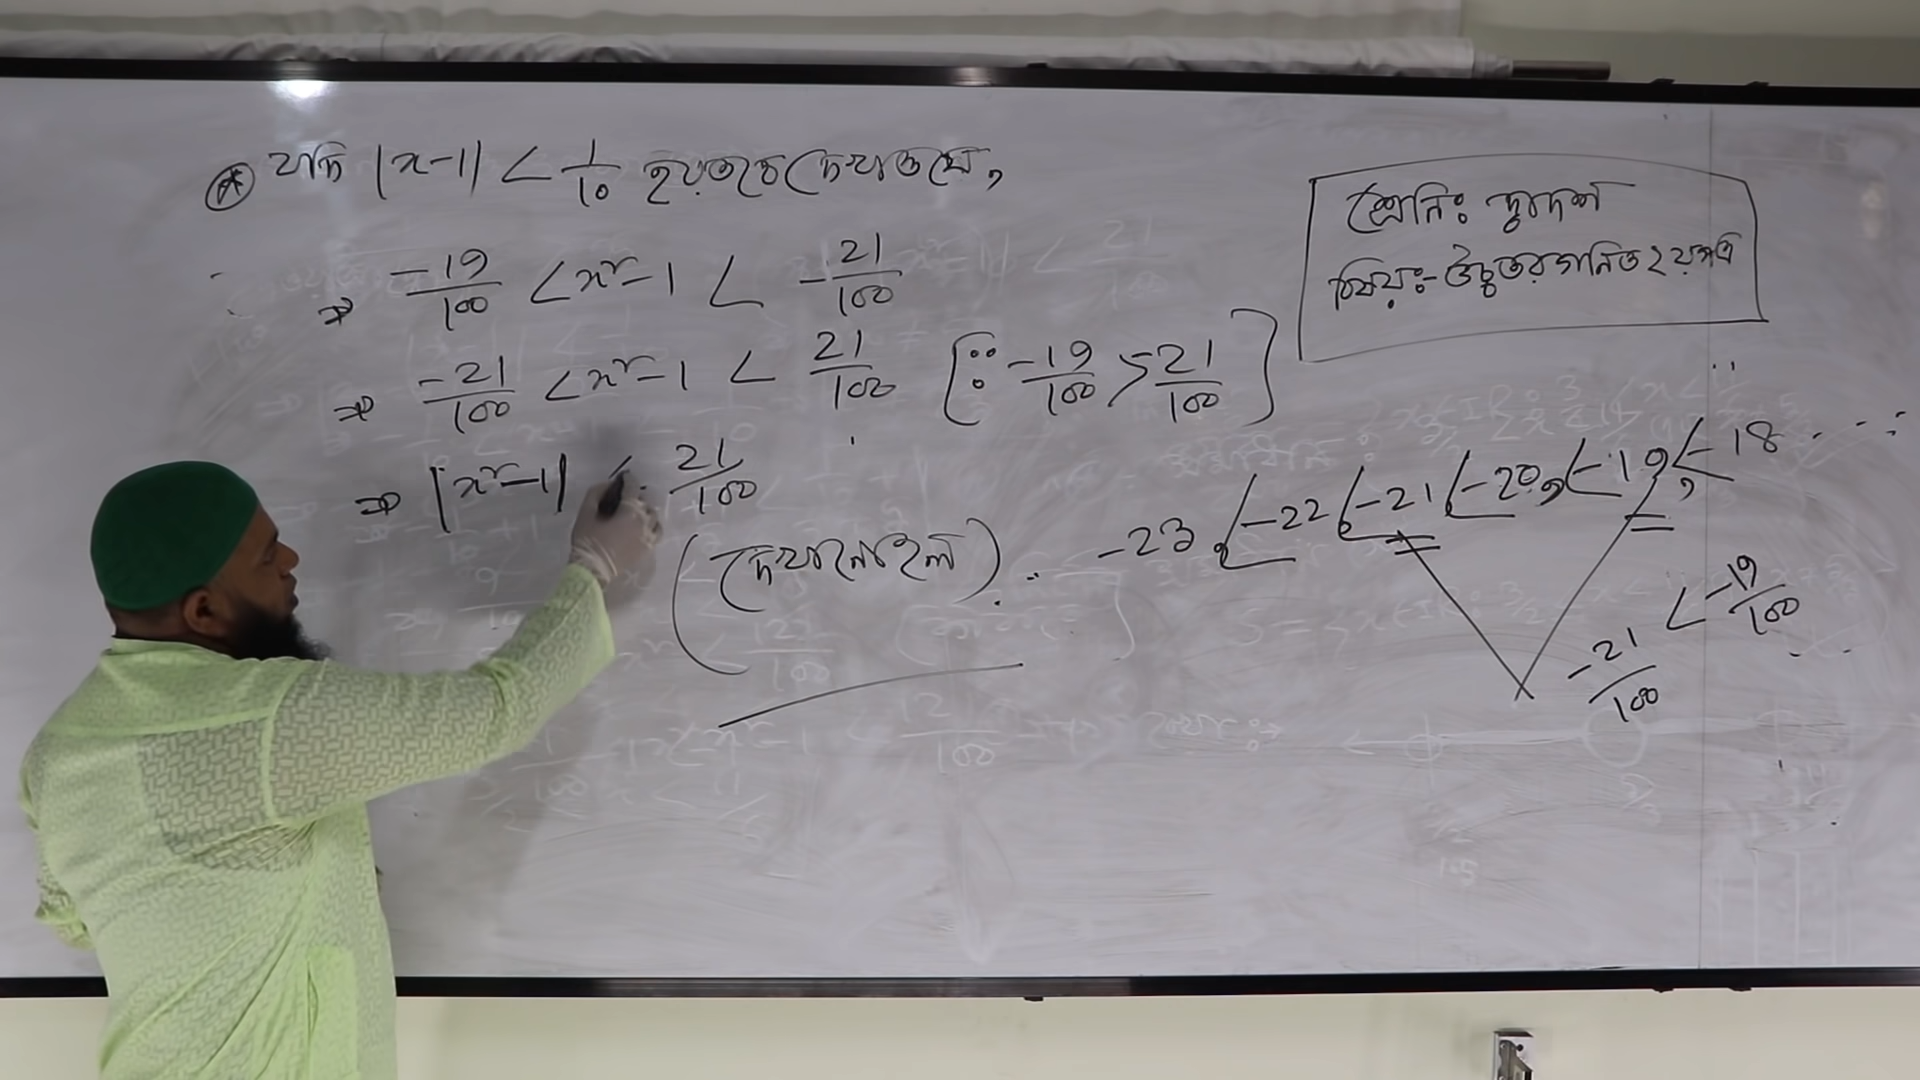 ⊛ যদি |x-1| < 1/10 হয় তবে দেখাও যে,
⇒ -19/100 < x²-1 < -21/100
⇒ -21/100 < x²-1 < 21/100 [∵ -19/100 > -21/100]
⇒ |x²-1| < 21/100
(দেখানো হল)
শ্রেনি: দ্বাদশ
বিষয়:- উচ্চতর গনিত ২য় পত্র
-23, < -22 < -21 < -20, < -19, < -18 ...
-21/100 < -19/100